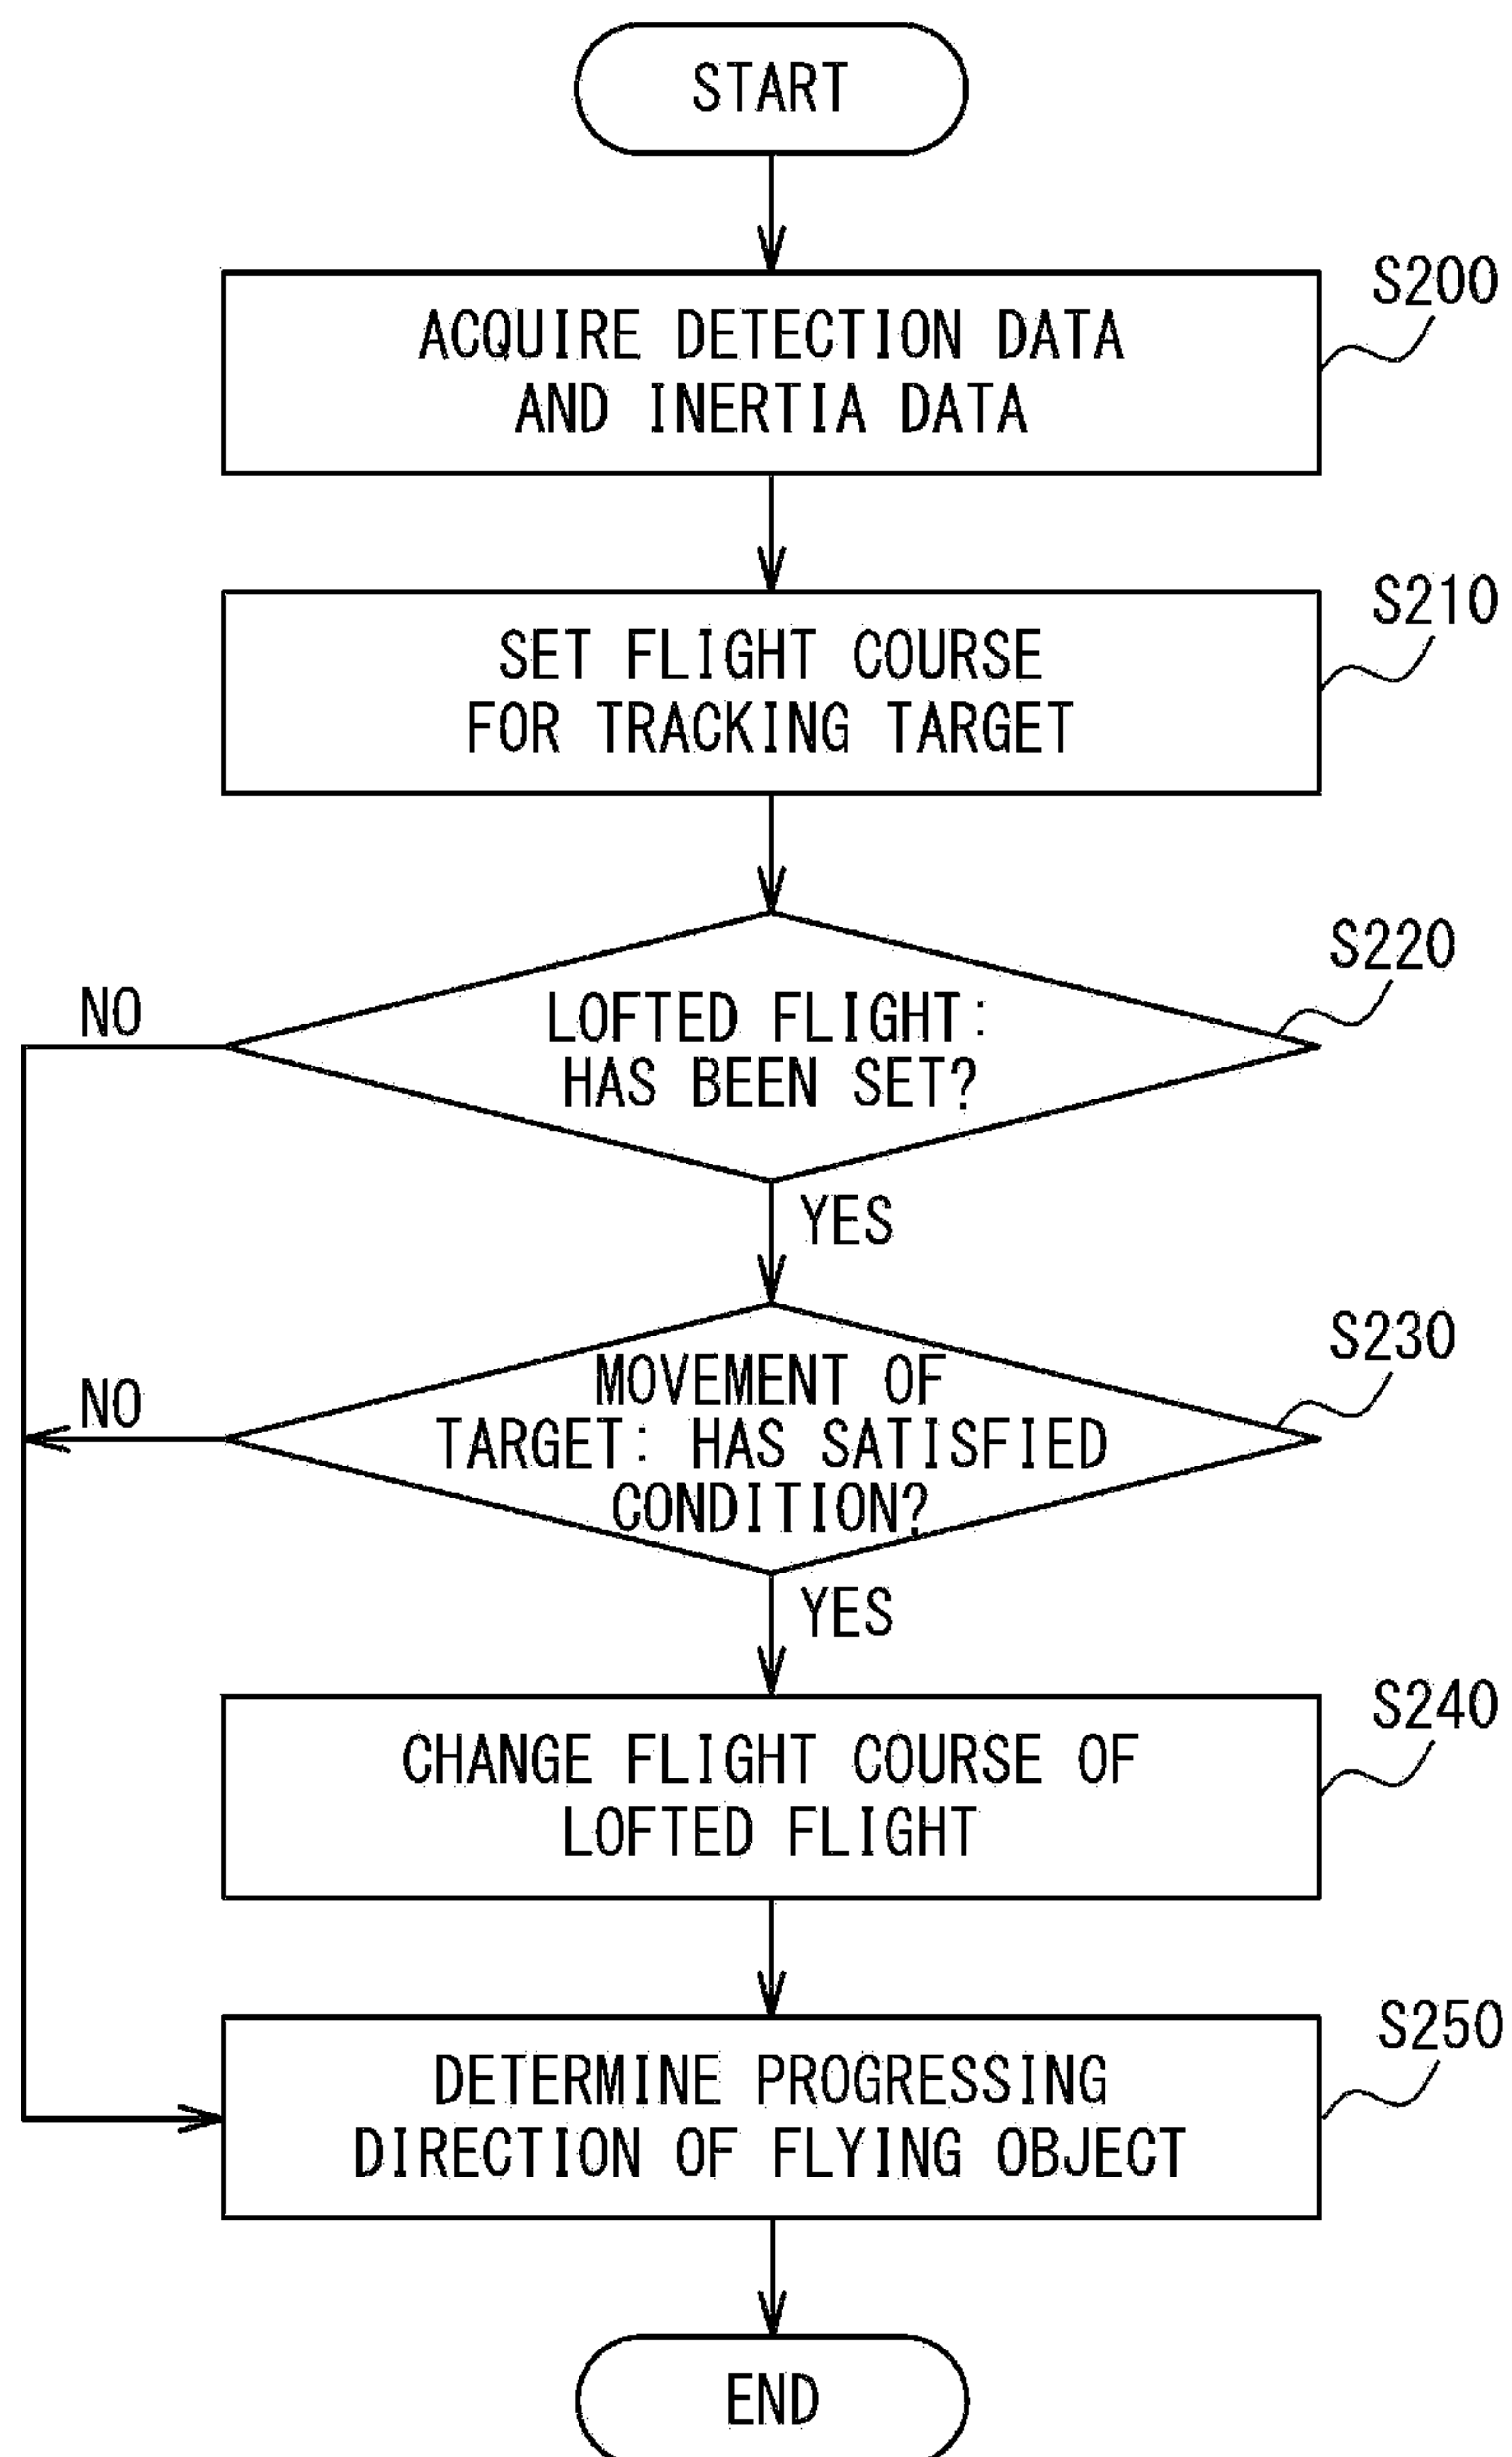 START
S200
ACQUIRE DETECTION DATA
AND INERTIA DATA
S210
SET FLIGHT COURSE
FOR TRACKING TARGET
S220
NO
LOFTED FLIGHT:
HAS BEEN SET?
YES
S230
NO
MOVEMENT OF
TARGET: HAS SATISFIED
CONDITION?
YES
S240
CHANGE FLIGHT COURSE OF
LOFTED FLIGHT
S250
DETERMINE PROGRESSING
DIRECTION OF FLYING OBJECT
END